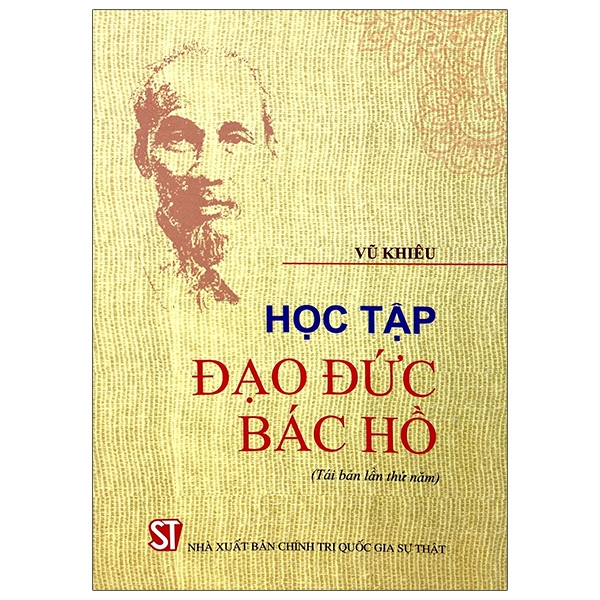 VŨ KHIÊU
HỌC TẬP
ĐẠO ĐỨC
BÁC HỒ
(Tái bản lần thứ năm)
ST
NHÀ XUẤT BẢN CHÍNH TRỊ QUỐC GIA SỰ THẬT